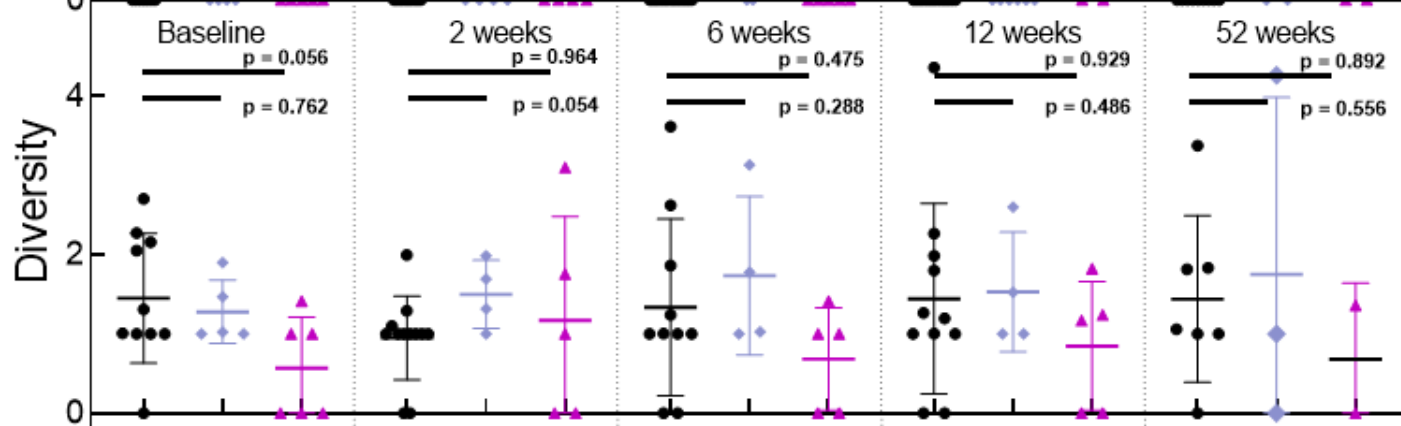 6
Baseline
2 weeks
6 weeks
12 weeks
52 weeks
p = 0.056
p = 0.964
p = 0.475
p = 0.929
p = 0.892
4
p = 0.762
p = 0.054
p = 0.288
p = 0.486
p = 0.556
Diversity
2
0